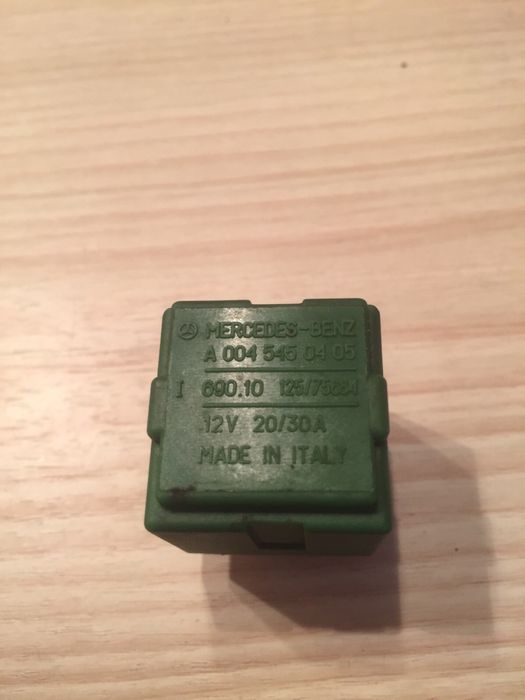 MERCEDES-BENZ
A 004 545 04 05
I 690.10
12V 20/30A
MADE IN ITALY